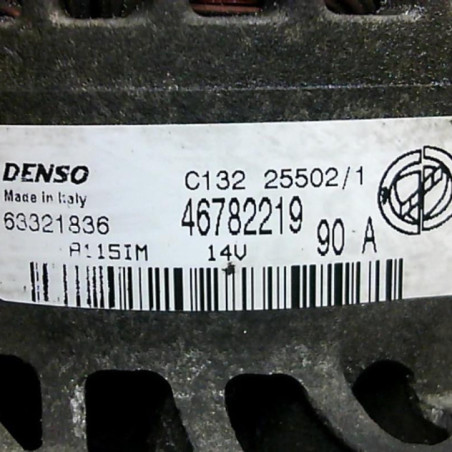 DENSO C132 25502/1
Made in Italy
63321836 46782219 90 A
A115IM 14V